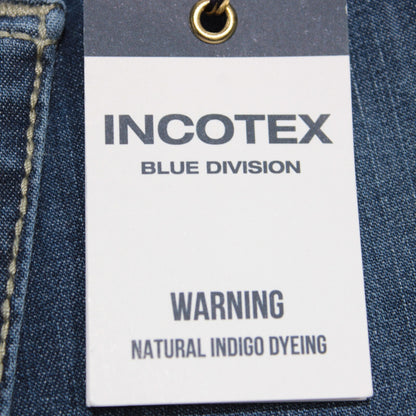 INCOTEX
BLUE DIVISION
WARNING
NATURAL INDIGO DYEING